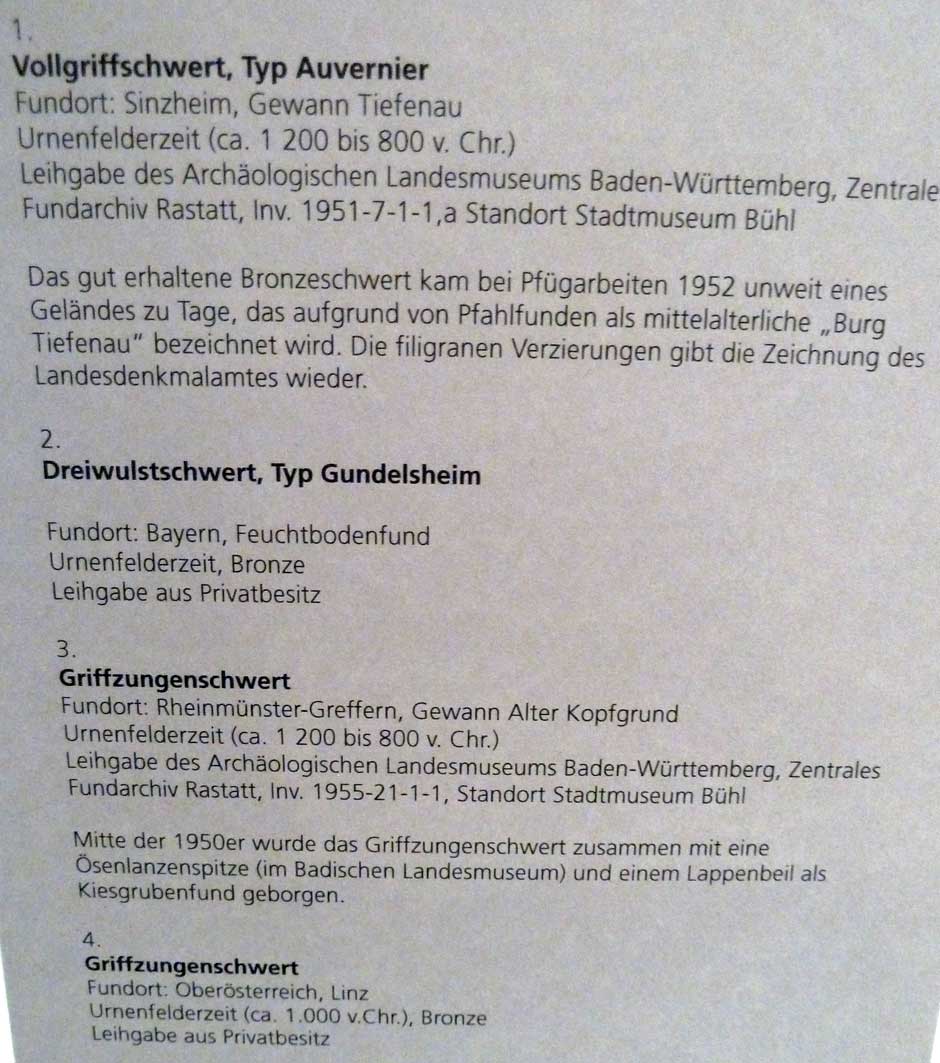 1.
Vollgriffschwert, Typ Auvernier
Fundort: Sinzheim, Gewann Tiefenau
Urnenfelderzeit (ca. 1 200 bis 800 v. Chr.)
Leihgabe des Archäologischen Landesmuseums Baden-Württemberg, Zentrale
Fundarchiv Rastatt, Inv. 1951-7-1-1,a Standort Stadtmuseum Bühl
Das gut erhaltene Bronzeschwert kam bei Pfügarbeiten 1952 unweit eines
Geländes zu Tage, das aufgrund von Pfahlfunden als mittelalterliche „Burg
Tiefenau“ bezeichnet wird. Die filigranen Verzierungen gibt die Zeichnung des
Landesdenkmalamtes wieder.
2.
Dreiwulstschwert, Typ Gundelsheim
Fundort: Bayern, Feuchtbodenfund
Urnenfelderzeit, Bronze
Leihgabe aus Privatbesitz
3.
Griffzungenschwert
Fundort: Rheinmünster-Greffern, Gewann Alter Kopfgrund
Urnenfelderzeit (ca. 1 200 bis 800 v. Chr.)
Leihgabe des Archäologischen Landesmuseums Baden-Württemberg, Zentrales
Fundarchiv Rastatt, Inv. 1955-21-1-1, Standort Stadtmuseum Bühl
Mitte der 1950er wurde das Griffzungenschwert zusammen mit eine
Ösenlanzenspitze (im Badischen Landesmuseum) und einem Lappenbeil als
Kiesgrubenfund geborgen.
4.
Griffzungenschwert
Fundort: Oberösterreich, Linz
Urnenfelderzeit (ca. 1.000 v.Chr.), Bronze
Leihgabe aus Privatbesitz